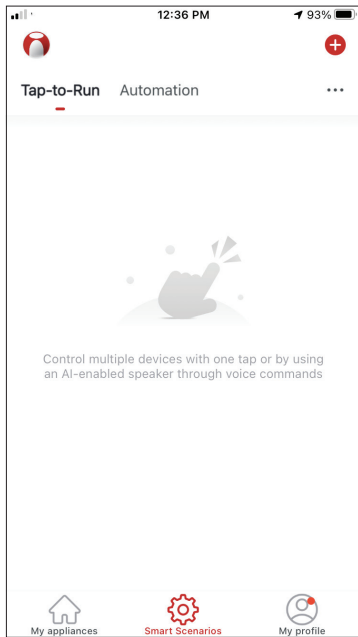 12:36 PM
93%
Tap-to-Run
Automation
Control multiple devices with one tap or by using
an AI-enabled speaker through voice commands
My appliances
Smart Scenarios
My profile